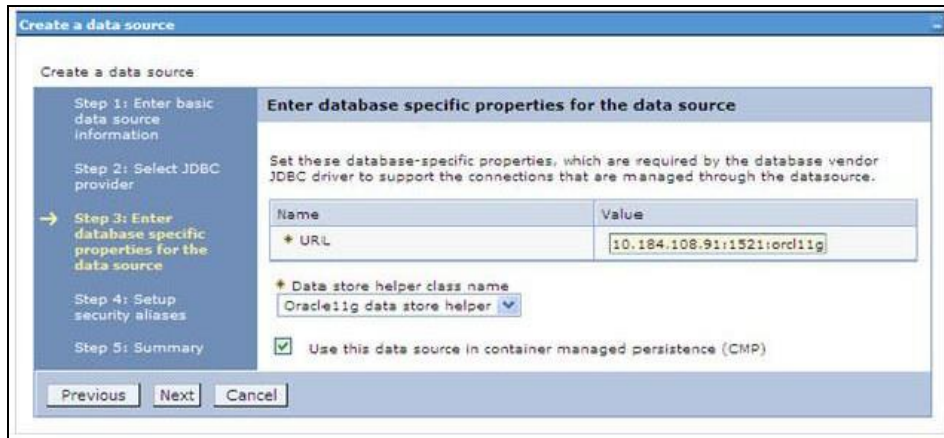 Create a data source
Create a data source
Step 1: Enter basic
data source
information
Step 2: Select JDBC
provider
Step 3: Enter
database specific
properties for the
data source
Step 4: Setup
security aliases
Step 5: Summary
Enter database specific properties for the data source
Set these database-specific properties, which are required by the database vendor
JDBC driver to support the connections that are managed through the datasource.
Name Value
* URL 10.184.108.91:1521:orcl11g
* Data store helper class name
Oracle11g data store helper
Use this data source in container managed persistence (CMP)
Previous Next Cancel